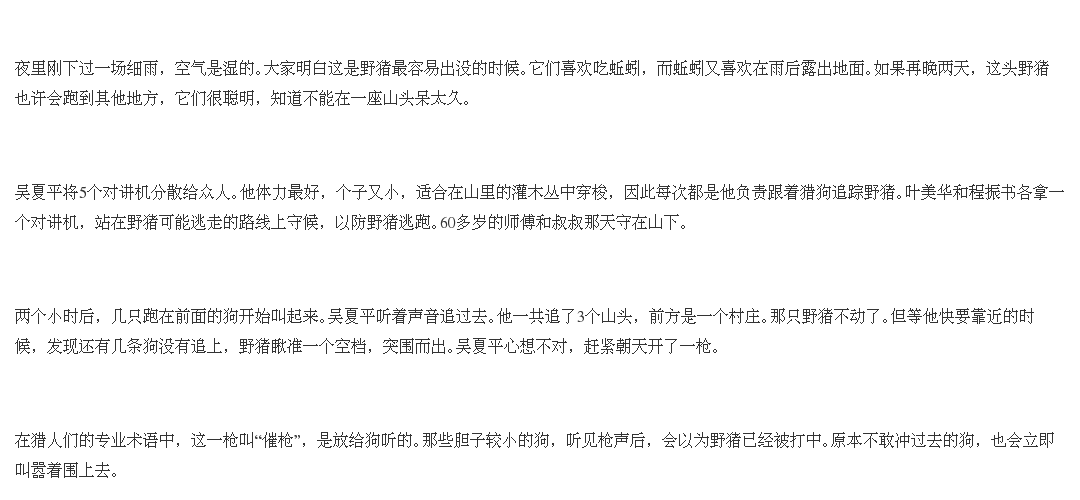 夜里刚下过一场细雨，空气是湿的。大家明白这是野猪最容易出没的时候。它们喜欢吃蚯蚓，而蚯蚓又喜欢在雨后露出地面。如果再晚两天，这头野猪
也许会跑到其他地方，它们很聪明，知道不能在一座山头呆太久。
吴夏平将5个对讲机分散给众人。他体力最好，个子又小，适合在山里的灌木丛中穿梭，因此每次都是他负责跟着猎狗追踪野猪。叶美华和程振书各拿一
个对讲机，站在野猪可能逃走的路线上守候，以防野猪逃跑。60多岁的师傅和叔叔那天守在山下。
两个小时后，几只跑在前面的狗开始叫起来。吴夏平听着声音追过去。他一共追了3个山头，前方是一个村庄。那只野猪不动了。但等他快要靠近的时
候，发现还有几条狗没有追上，野猪瞅准一个空档，突围而出。吴夏平心想不对，赶紧朝天开了一枪。
在猎人们的专业术语中，这一枪叫“催枪”，是放给狗听的。那些胆子较小的狗，听见枪声后，会以为野猪已经被打中。原本不敢冲过去的狗，也会立即
叫嚣着围上去。